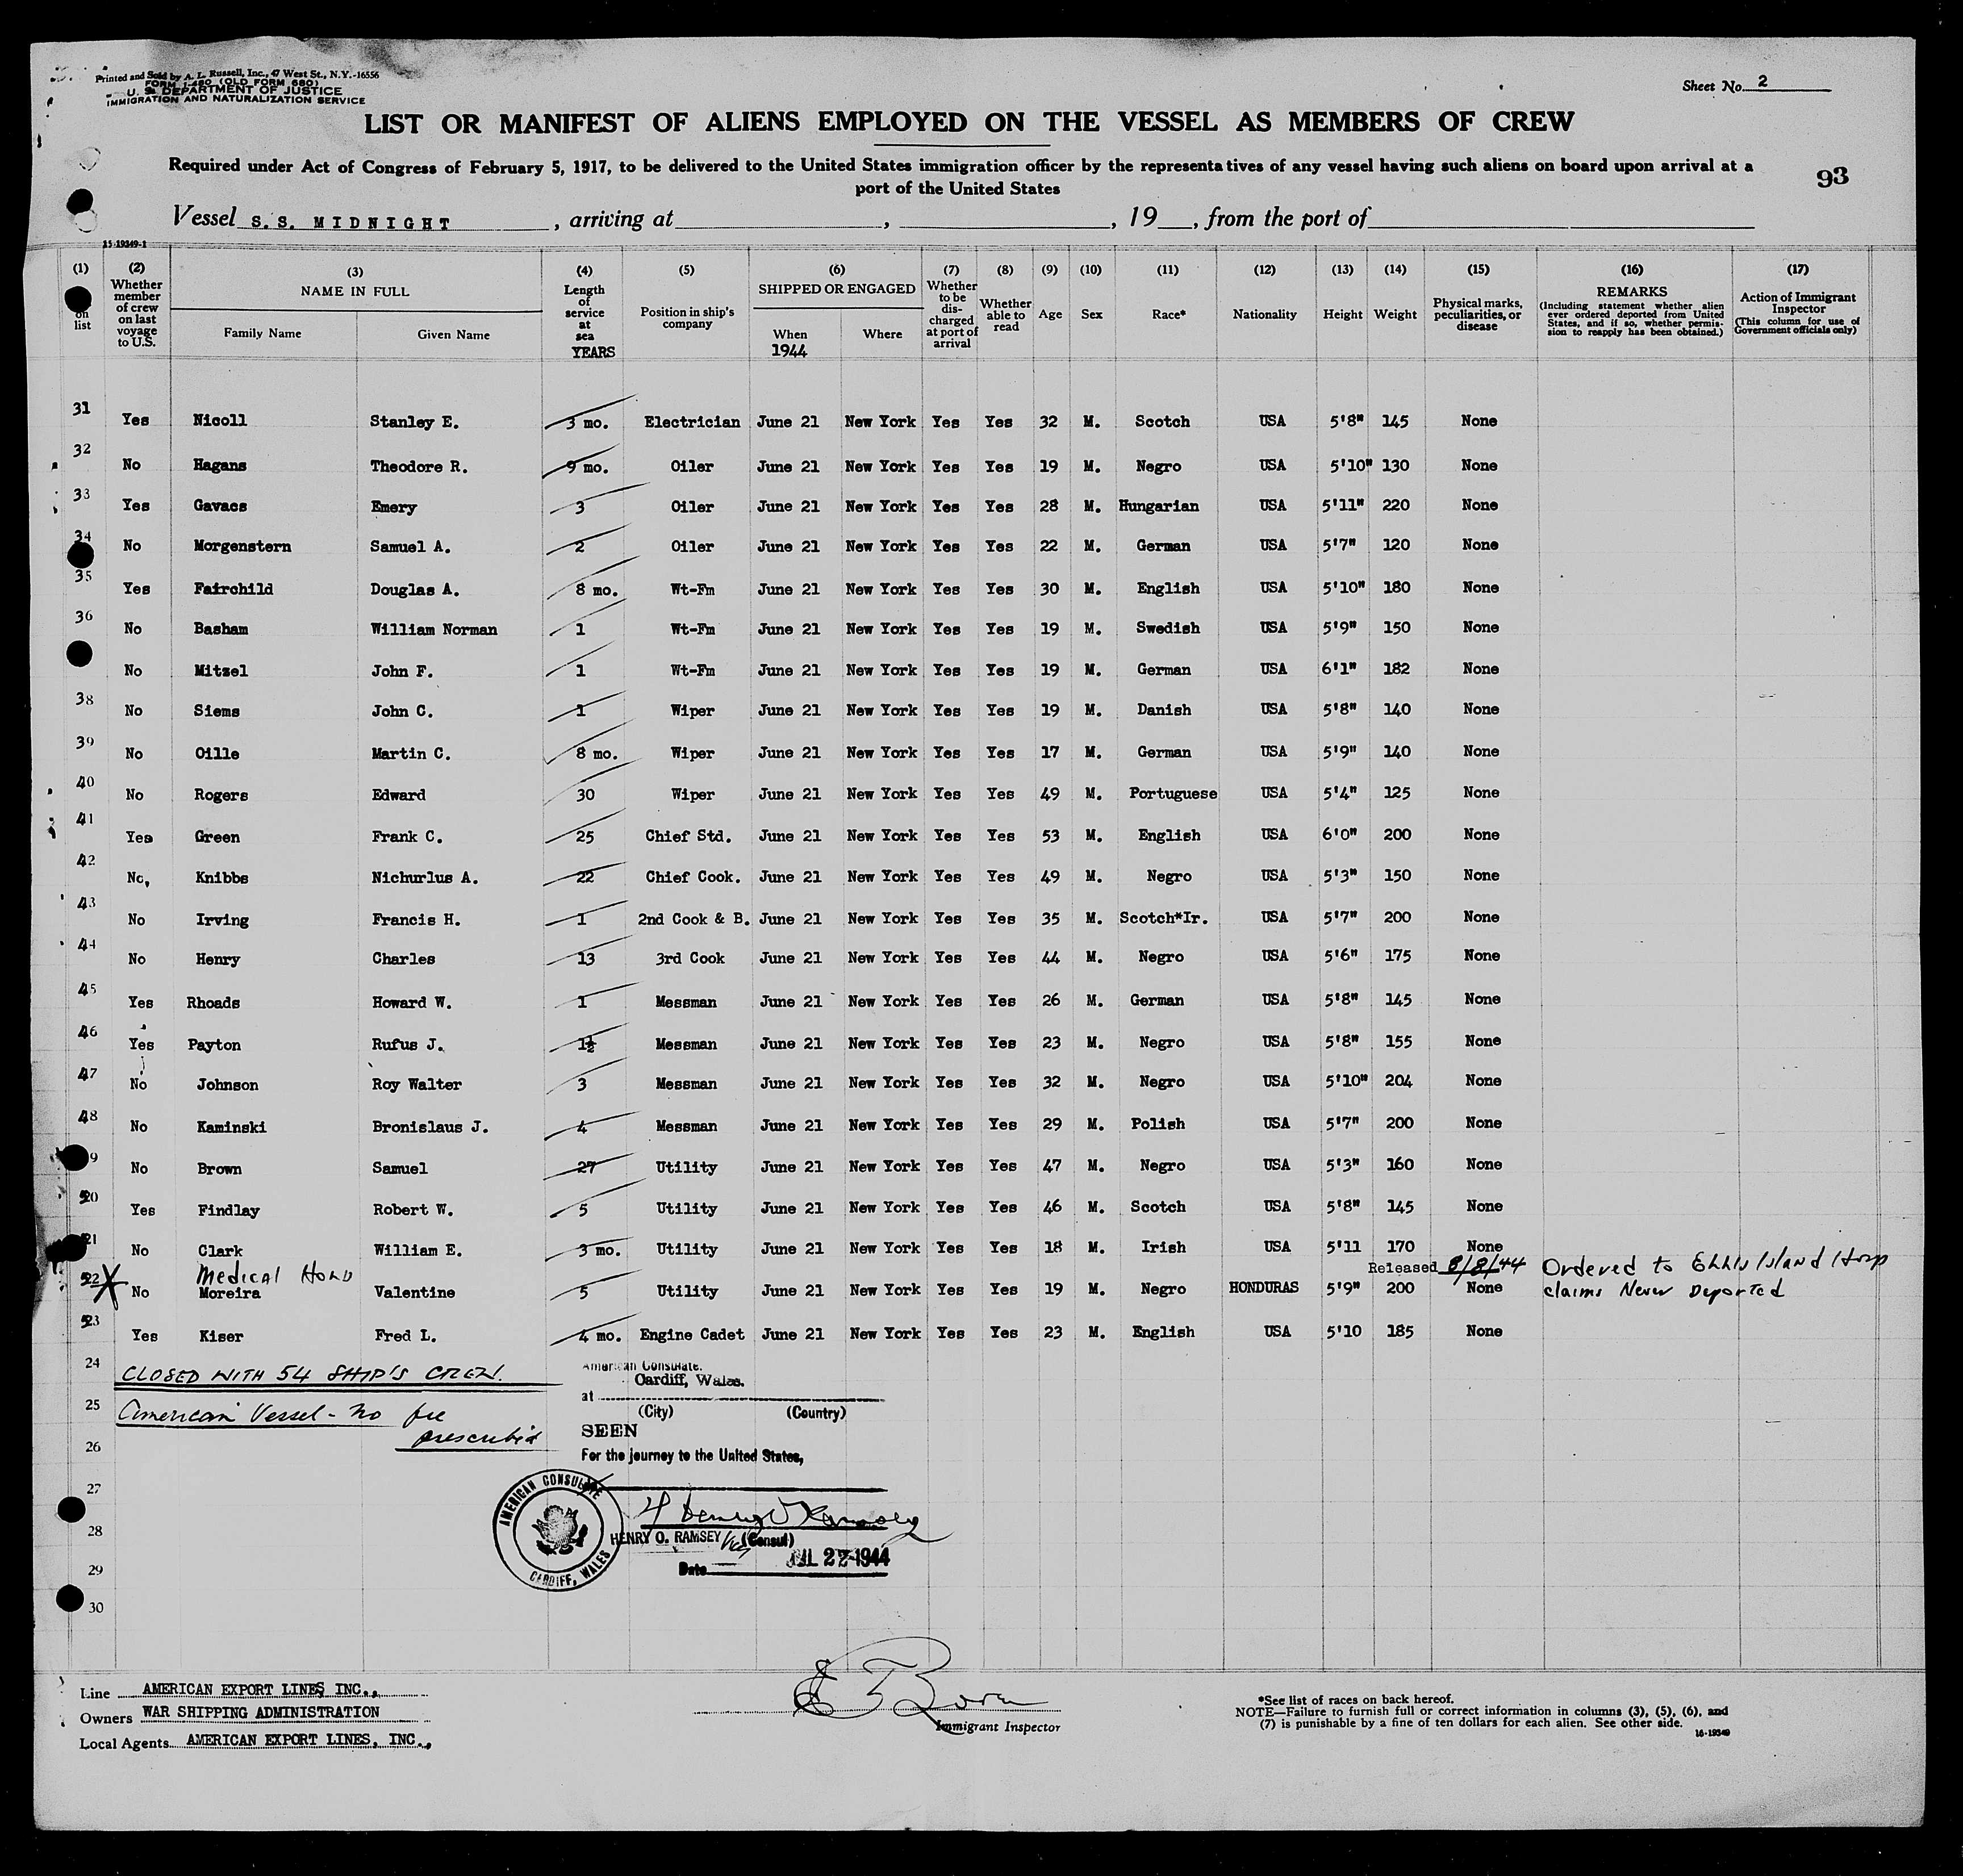 Printed and Sold by A. L. Russell, Inc., 47 West St., N.Y.-16556
FORM I-480 (OLD FORM 680)
U. S. DEPARTMENT OF JUSTICE
IMMIGRATION AND NATURALIZATION SERVICE
Sheet No. 2
LIST OR MANIFEST OF ALIENS EMPLOYED ON THE VESSEL AS MEMBERS OF CREW
Required under Act of Congress of February 5, 1917, to be delivered to the United States immigration officer by the representatives of any vessel having such aliens on board upon arrival at a
port of the United States
93
Vessel S.S. MIDNIGHT, arriving at , , 19 , from the port of
15-19349-1
(1) (2) (3) (4) (5) (6) (7) (8) (9) (10) (11) (12) (13) (14) (15) (16) (17)
on list
Whether member of crew on last voyage to U.S.
NAME IN FULL
Family Name Given Name
Length of service at sea
YEARS
Position in ship's company
SHIPPED OR ENGAGED
When Where
1944
Whether to be discharged at port of arrival
Whether able to read
Age Sex Race* Nationality Height Weight
Physical marks, peculiarities, or disease
REMARKS
(Including statement whether alien ever ordered deported from United States, and if so, whether permission to reapply has been obtained.)
Action of Immigrant Inspector
(This column for use of Government officials only)
31 Yes Nicoll Stanley E. 3 mo. Electrician June 21 New York Yes Yes 32 M. Scotch USA 5'8" 145 None
32 No Hagans Theodore R. 9 mo. Oiler June 21 New York Yes Yes 19 M. Negro USA 5'10" 130 None
33 Yes Gavacs Emery 3 Oiler June 21 New York Yes Yes 28 M. Hungarian USA 5'11" 220 None
34 No Morgenstern Samuel A. 2 Oiler June 21 New York Yes Yes 22 M. German USA 5'7" 120 None
35 Yes Fairchild Douglas A. 8 mo. Wt-Fm June 21 New York Yes Yes 30 M. English USA 5'10" 180 None
36 No Basham William Norman 1 Wt-Fm June 21 New York Yes Yes 19 M. Swedish USA 5'9" 150 None
No Mitzel John F. 1 Wt-Fm June 21 New York Yes Yes 19 M. German USA 6'1" 182 None
38 No Siems John C. 1 Wiper June 21 New York Yes Yes 19 M. Danish USA 5'8" 140 None
39 No Oille Martin C. 8 mo. Wiper June 21 New York Yes Yes 17 M. German USA 5'9" 140 None
40 No Rogers Edward 30 Wiper June 21 New York Yes Yes 49 M. Portuguese USA 5'4" 125 None
41 Yes Green Frank C. 25 Chief Std. June 21 New York Yes Yes 53 M. English USA 6'0" 200 None
42 No, Knibbs Nichurlus A. 22 Chief Cook. June 21 New York Yes Yes 49 M. Negro USA 5'3" 150 None
43 No Irving Francis H. 1 2nd Cook & B. June 21 New York Yes Yes 35 M. Scotch*Ir. USA 5'7" 200 None
44 No Henry Charles 13 3rd Cook June 21 New York Yes Yes 44 M. Negro USA 5'6" 175 None
45 Yes Rhoads Howard W. 1 Messman June 21 New York Yes Yes 26 M. German USA 5'8" 145 None
46 Yes Payton Rufus J. 1½ Messman June 21 New York Yes Yes 23 M. Negro USA 5'8" 155 None
47 No Johnson Roy Walter 3 Messman June 21 New York Yes Yes 32 M. Negro USA 5'10" 204 None
48 No Kaminski Bronislaus J. 4 Messman June 21 New York Yes Yes 29 M. Polish USA 5'7" 200 None
9 No Brown Samuel 27 Utility June 21 New York Yes Yes 47 M. Negro USA 5'3" 160 None
50 Yes Findlay Robert W. 5 Utility June 21 New York Yes Yes 46 M. Scotch USA 5'8" 145 None
51 No Clark William E. 3 mo. Utility June 21 New York Yes Yes 18 M. Irish USA 5'11 170 None
Medical Hold Released 8/8/44 Ordered to Ellis Island Hosp
52 No Moreira Valentine 5 Utility June 21 New York Yes Yes 19 M. Negro HONDURAS 5'9" 200 None claims Never Deported
53 Yes Kiser Fred L. 4 mo. Engine Cadet June 21 New York Yes Yes 23 M. English USA 5'10 185 None
24 CLOSED WITH 54 SHIP'S CREW.
25 American Vessel - no fee
prescribed
26
27
28
29
30
American Consulate.
Cardiff, Wales.
at
(City) (Country)
SEEN
For the journey to the United States,
AMERICAN CONSULATE
CARDIFF, WALES
Henry O Ramsey
HENRY O. RAMSEY Vice (Consul)
Date JUL 22 1944
Line AMERICAN EXPORT LINES INC.,
Owners WAR SHIPPING ADMINISTRATION
Local Agents AMERICAN EXPORT LINES, INC.,
Immigrant Inspector
*See list of races on back hereof.
NOTE—Failure to furnish full or correct information in columns (3), (5), (6), and
(7) is punishable by a fine of ten dollars for each alien. See other side.
16-19349